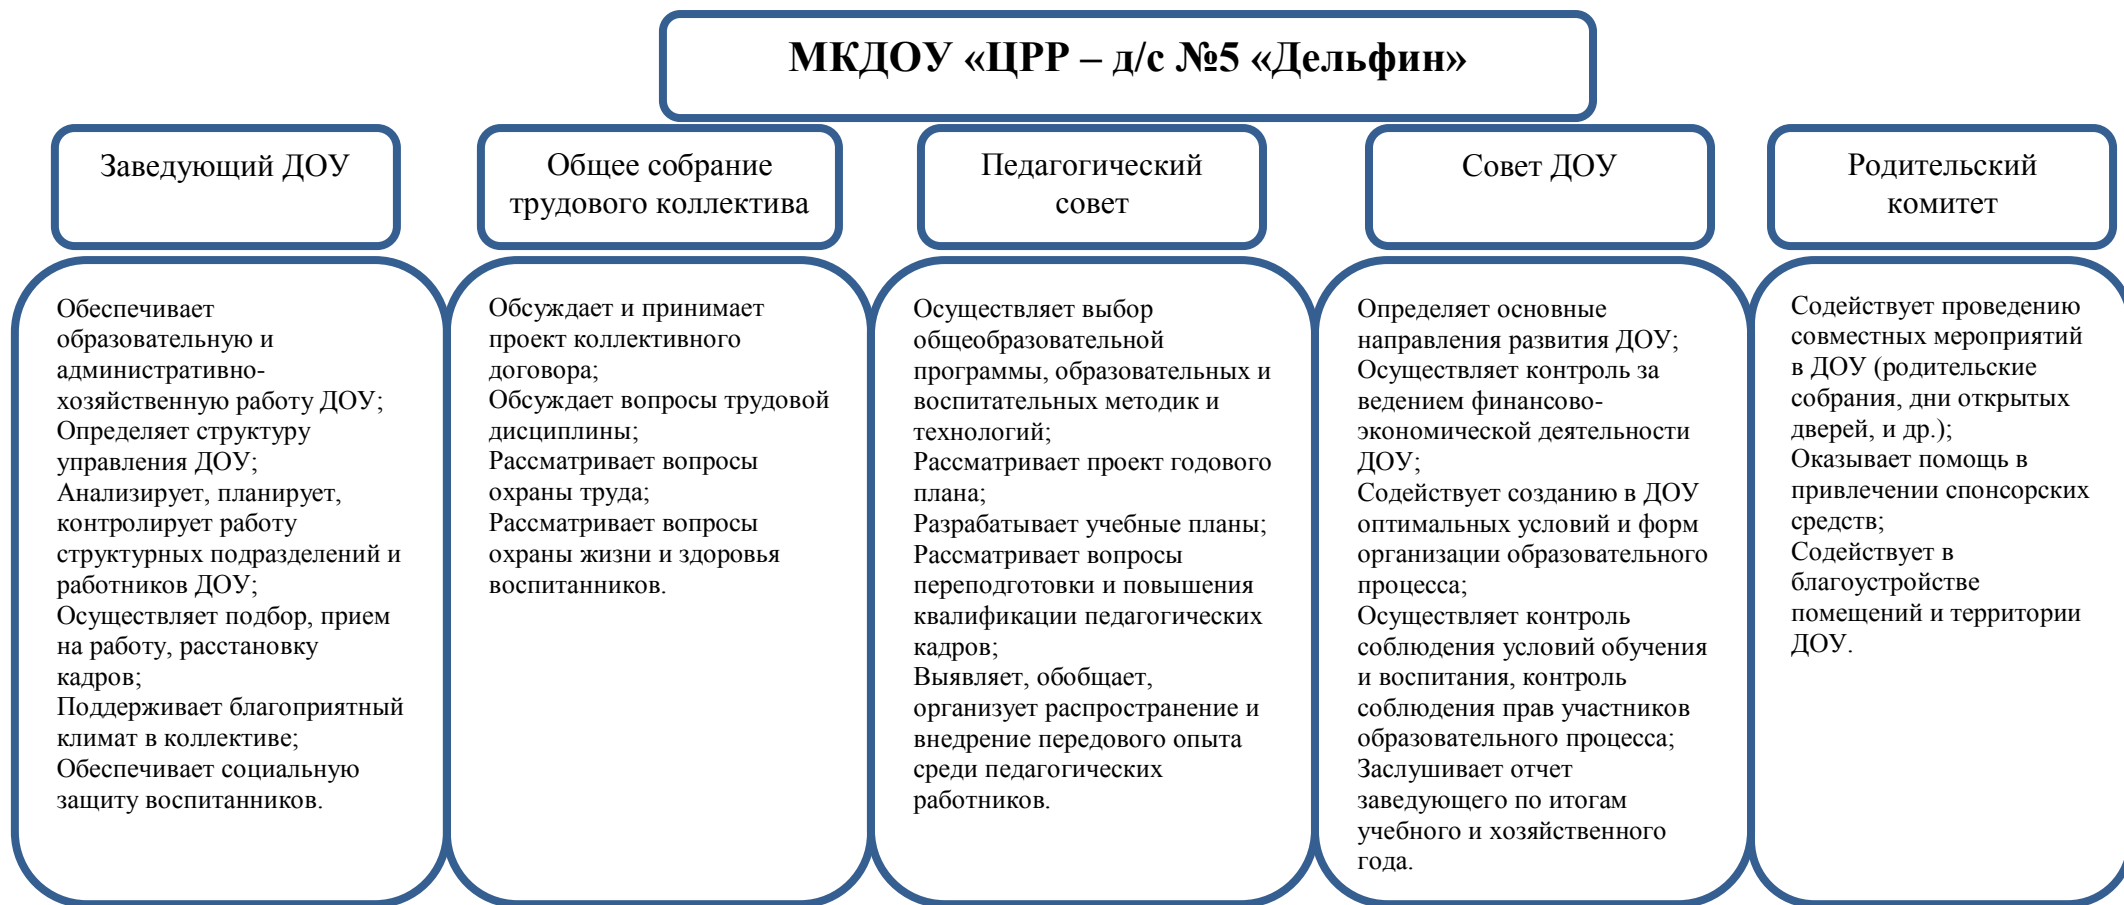 МКДОУ «ЦРР – д/с №5 «Дельфин»
Заведующий ДОУ
Общее собрание
трудового коллектива
Педагогический
совет
Совет ДОУ
Родительский
комитет
Обеспечивает
образовательную и
административно-
хозяйственную работу ДОУ;
Определяет структуру
управления ДОУ;
Анализирует, планирует,
контролирует работу
структурных подразделений и
работников ДОУ;
Осуществляет подбор, прием
на работу, расстановку
кадров;
Поддерживает благоприятный
климат в коллективе;
Обеспечивает социальную
защиту воспитанников.
Обсуждает и принимает
проект коллективного
договора;
Обсуждает вопросы трудовой
дисциплины;
Рассматривает вопросы
охраны труда;
Рассматривает вопросы
охраны жизни и здоровья
воспитанников.
Осуществляет выбор
общеобразовательной
программы, образовательных и
воспитательных методик и
технологий;
Рассматривает проект годового
плана;
Разрабатывает учебные планы;
Рассматривает вопросы
переподготовки и повышения
квалификации педагогических
кадров;
Выявляет, обобщает,
организует распространение и
внедрение передового опыта
среди педагогических
работников.
Определяет основные
направления развития ДОУ;
Осуществляет контроль за
ведением финансово-
экономической деятельности
ДОУ;
Содействует созданию в ДОУ
оптимальных условий и форм
организации образовательного
процесса;
Осуществляет контроль
соблюдения условий обучения
и воспитания, контроль
соблюдения прав участников
образовательного процесса;
Заслушивает отчет
заведующего по итогам
учебного и хозяйственного
года.
Содействует проведению
совместных мероприятий
в ДОУ (родительские
собрания, дни открытых
дверей, и др.);
Оказывает помощь в
привлечении спонсорских
средств;
Содействует в
благоустройстве
помещений и территории
ДОУ.